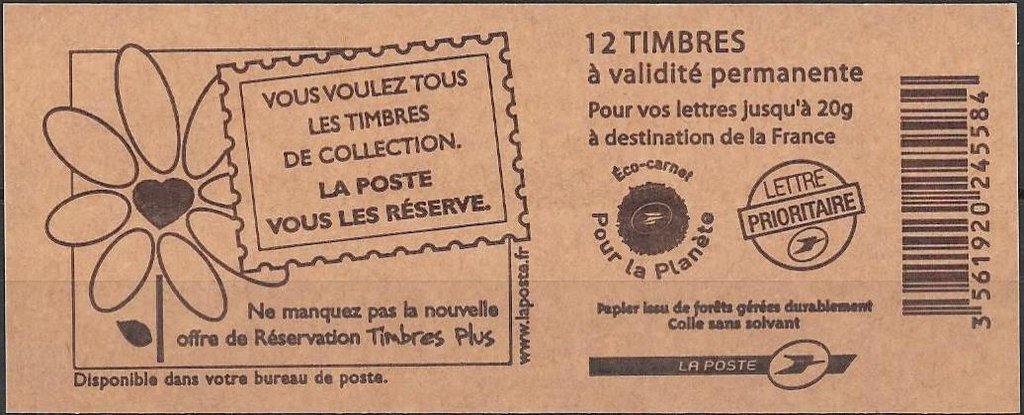 VOUS VOULEZ TOUS
LES TIMBRES
DE COLLECTION.
LA POSTE
VOUS LES RÉSERVE.
www.laposte.fr
Ne manquez pas la nouvelle
offre de Réservation Timbres Plus
Disponible dans votre bureau de poste.
12 TIMBRES
à validité permanente
Pour vos lettres jusqu'à 20g
à destination de la France
Éco-carnet
Pour la Planète
LETTRE
PRIORITAIRE
Papier issu de forêts gérées durablement
Colle sans solvant
LA POSTE
3 561920 245584